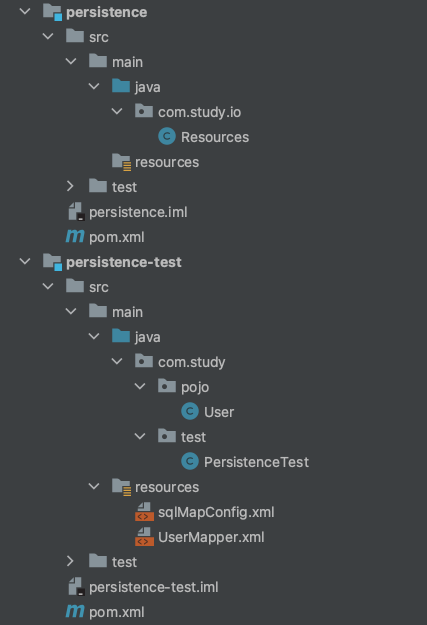 persistence
src
main
java
com.study.io
Resources
resources
test
persistence.iml
pom.xml
persistence-test
src
main
java
com.study
pojo
User
test
PersistenceTest
resources
sqlMapConfig.xml
UserMapper.xml
test
persistence-test.iml
pom.xml